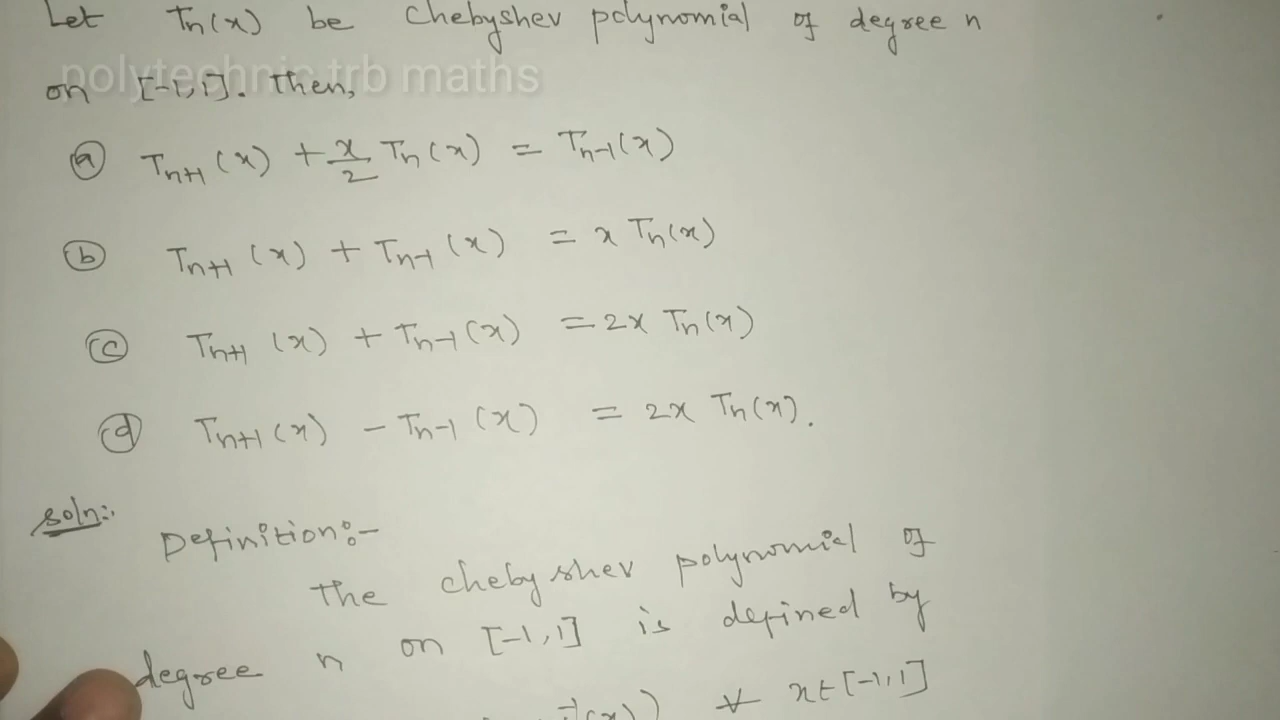 Let Tn(x) be Chebyshev polynomial of degree n
polytechnic trb maths
on [-1,1]. Then,
(a) Tn+1(x) + x/2 Tn(x) = Tn-1(x)
(b) Tn+1(x) + Tn-1(x) = x Tn(x)
(c) Tn+1(x) + Tn-1(x) = 2x Tn(x)
(d) Tn+1(x) - Tn-1(x) = 2x Tn(x).
Soln:.
Definition:-
The chebyshev polynomial of
degree n on [-1,1] is defined by
(x)) ∀ x∈[-1,1]